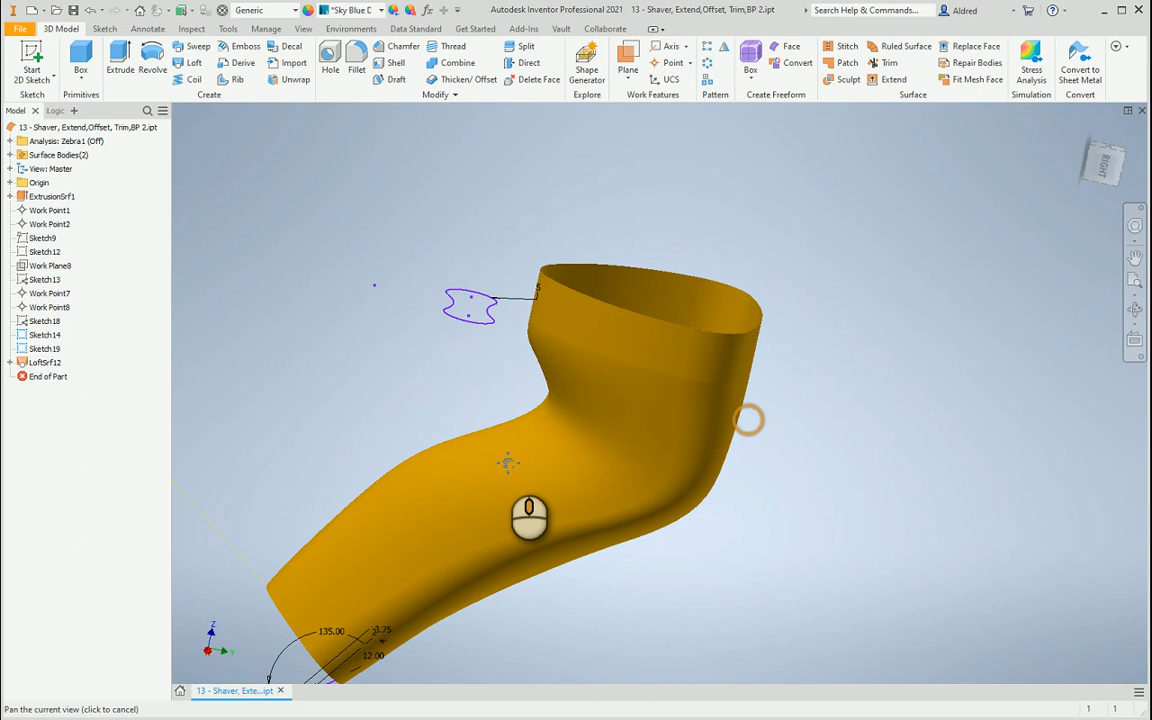 Generic
*Sky Blue D
fx
Autodesk Inventor Professional 2021
13 - Shaver, Extend,Offset, Trim,BP 2.ipt
Search Help & Commands...
Aldred
File
3D Model
Sketch
Annotate
Inspect
Tools
Manage
View
Environments
Data Standard
Get Started
Add-Ins
Vault
Collaborate
Start
2D Sketch
Box
Extrude
Revolve
Sweep
Loft
Coil
Emboss
Derive
Rib
Decal
Import
Unwrap
Hole
Fillet
Chamfer
Shell
Draft
Thread
Combine
Thicken/ Offset
Split
Direct
Delete Face
Shape
Generator
Plane
Axis
Point
UCS
Box
Face
Convert
Stitch
Patch
Sculpt
Ruled Surface
Trim
Extend
Replace Face
Repair Bodies
Fit Mesh Face
Stress
Analysis
Convert to
Sheet Metal
Sketch
Primitives
Create
Modify
Explore
Work Features
Pattern
Create Freeform
Surface
Simulation
Convert
Model
Logic
13 - Shaver, Extend,Offset, Trim,BP 2.ipt
Analysis: Zebra1 (Off)
Surface Bodies(2)
View: Master
Origin
ExtrusionSrf1
Work Point1
Work Point2
Sketch9
Sketch12
Work Plane8
Sketch13
Work Point7
Work Point8
Sketch18
Sketch14
Sketch19
LoftSrf12
End of Part
RIGHT
5
135.00
3.75
12.00
Z
Y
13 - Shaver, Exte...ipt
Pan the current view (click to cancel)
1
1